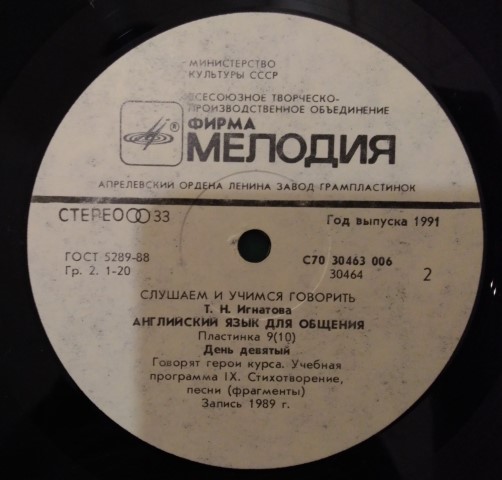 МИНИСТЕРСТВО
КУЛЬТУРЫ СССР
ВСЕСОЮЗНОЕ ТВОРЧЕСКО-
ПРОИЗВОДСТВЕННОЕ ОБЪЕДИНЕНИЕ
ФИРМА
® МЕЛОДИЯ
АПРЕЛЕВСКИЙ ОРДЕНА ЛЕНИНА ЗАВОД ГРАМПЛАСТИНОК
СТЕРЕО 33 Год выпуска 1991
ГОСТ 5289-88 С70 30463 006
Гр. 2. 1-20 30464 2
СЛУШАЕМ И УЧИМСЯ ГОВОРИТЬ
Т. Н. Игнатова
АНГЛИЙСКИЙ ЯЗЫК ДЛЯ ОБЩЕНИЯ
Пластинка 9(10)
День девятый
Говорят герои курса. Учебная
программа IX. Стихотворение,
песни (фрагменты)
Запись 1989 г.